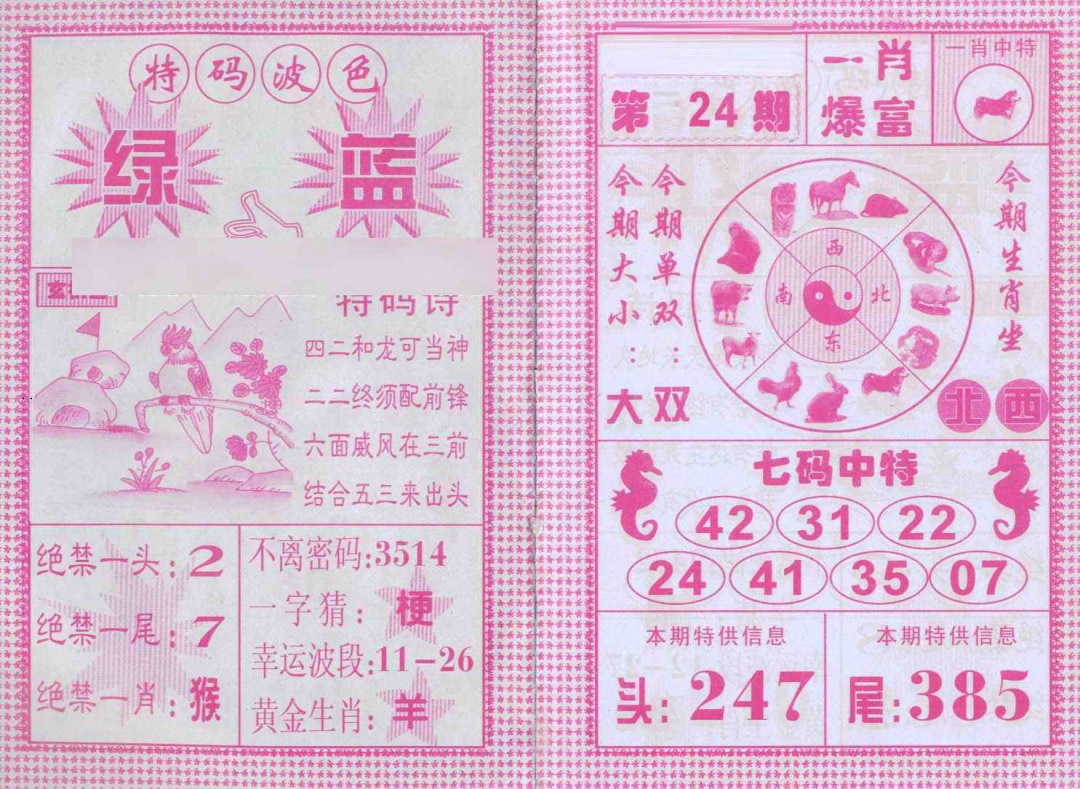 特码波色
绿 蓝
特码诗
四二和龙可当神
二二终须配前锋
六面威风在三前
结合五三来出头
绝禁一头:2
绝禁一尾:7
绝禁一肖:猴
不离密码:3514
一字猜:梗
幸运波段:11-26
黄金生肖:羊
第 24期
一肖
爆富
一肖中特
今期大小:大
今期单双:双
西
南 北
东
今期生肖坐
北 西
七码中特
42 31 22
24 41 35 07
本期特供信息
头:247
本期特供信息
尾:385